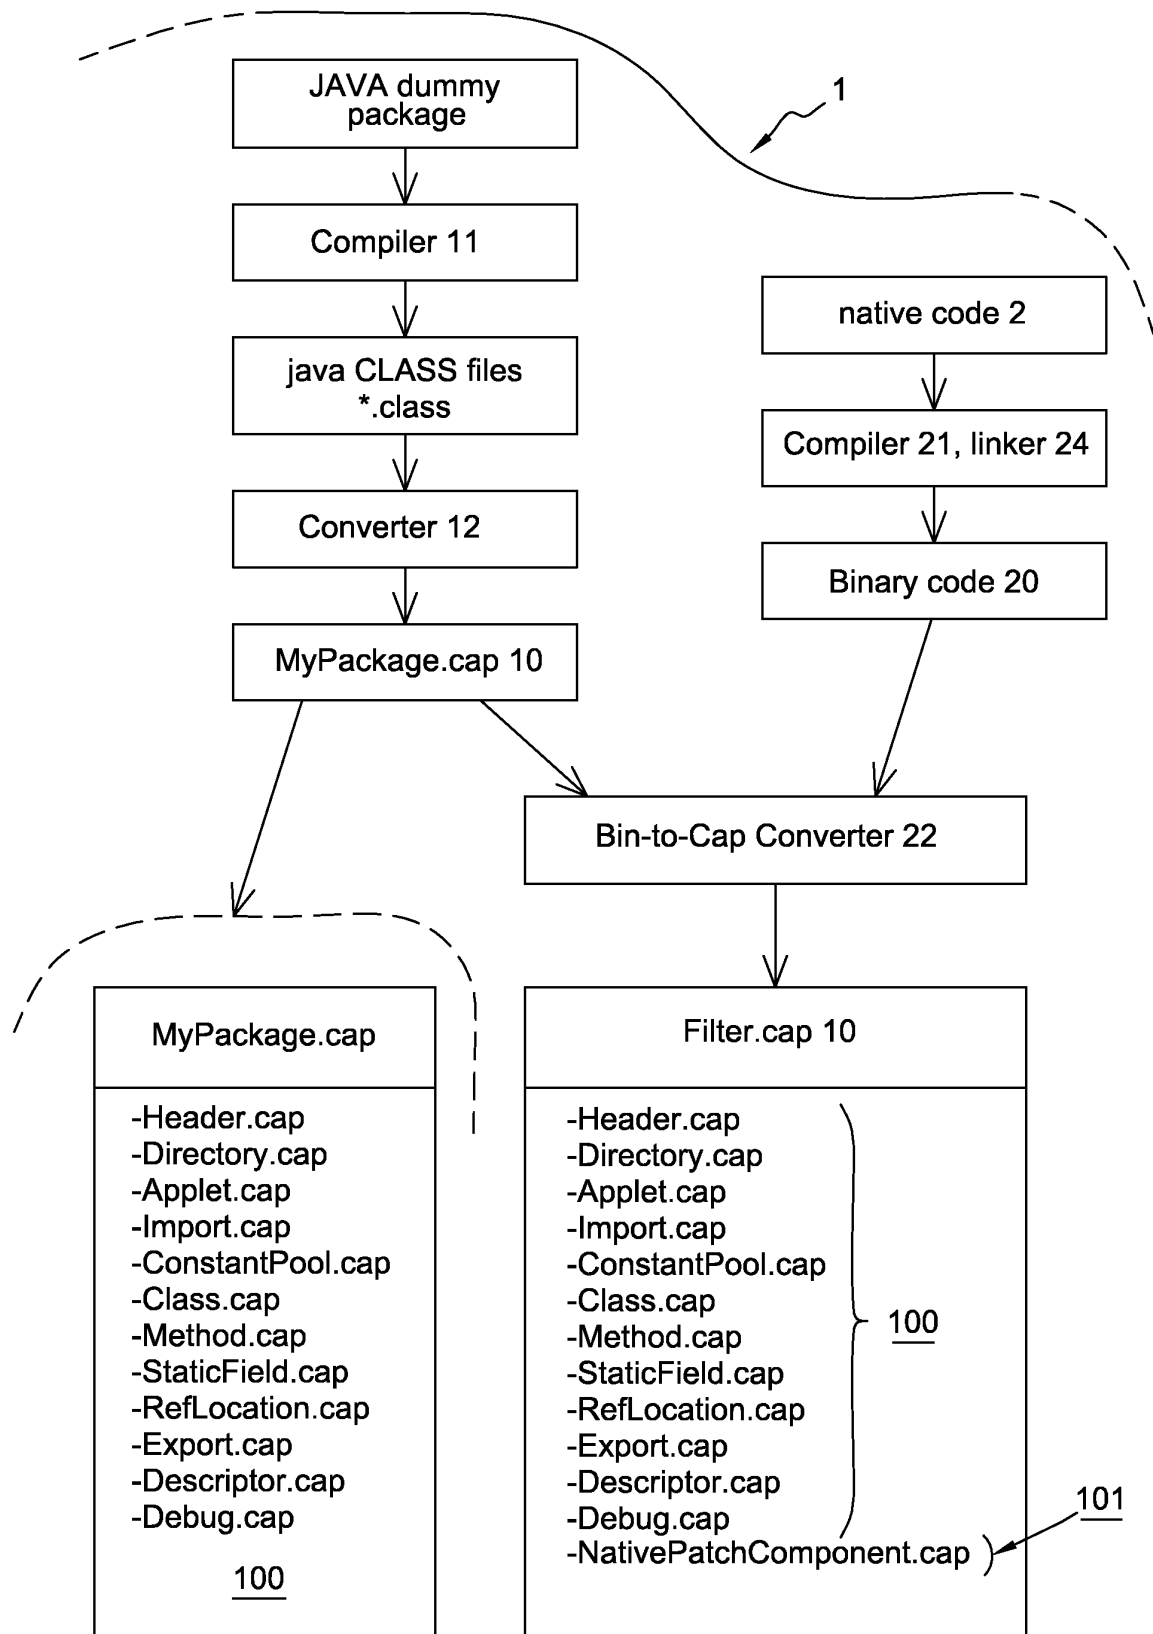 1
JAVA dummy
package
Compiler 11
java CLASS files
*.class
Converter 12
MyPackage.cap 10
native code 2
Compiler 21, linker 24
Binary code 20
Bin-to-Cap Converter 22
MyPackage.cap
-Header.cap
-Directory.cap
-Applet.cap
-Import.cap
-ConstantPool.cap
-Class.cap
-Method.cap
-StaticField.cap
-RefLocation.cap
-Export.cap
-Descriptor.cap
-Debug.cap
100
Filter.cap 10
-Header.cap
-Directory.cap
-Applet.cap
-Import.cap
-ConstantPool.cap
-Class.cap
-Method.cap
-StaticField.cap
-RefLocation.cap
-Export.cap
-Descriptor.cap
-Debug.cap
-NativePatchComponent.cap
100
101